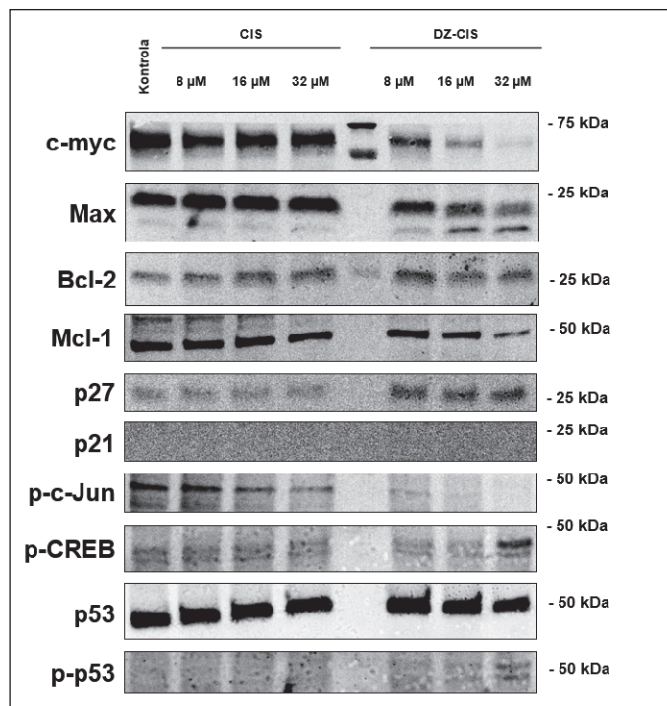 CIS DZ-CIS
Kontrola 8 µM 16 µM 32 µM 8 µM 16 µM 32 µM
c-myc - 75 kDa
Max - 25 kDa
Bcl-2 - 25 kDa
Mcl-1 - 50 kDa
p27 - 25 kDa
p21 - 25 kDa
p-c-Jun - 50 kDa
p-CREB - 50 kDa
p53 - 50 kDa
p-p53 - 50 kDa